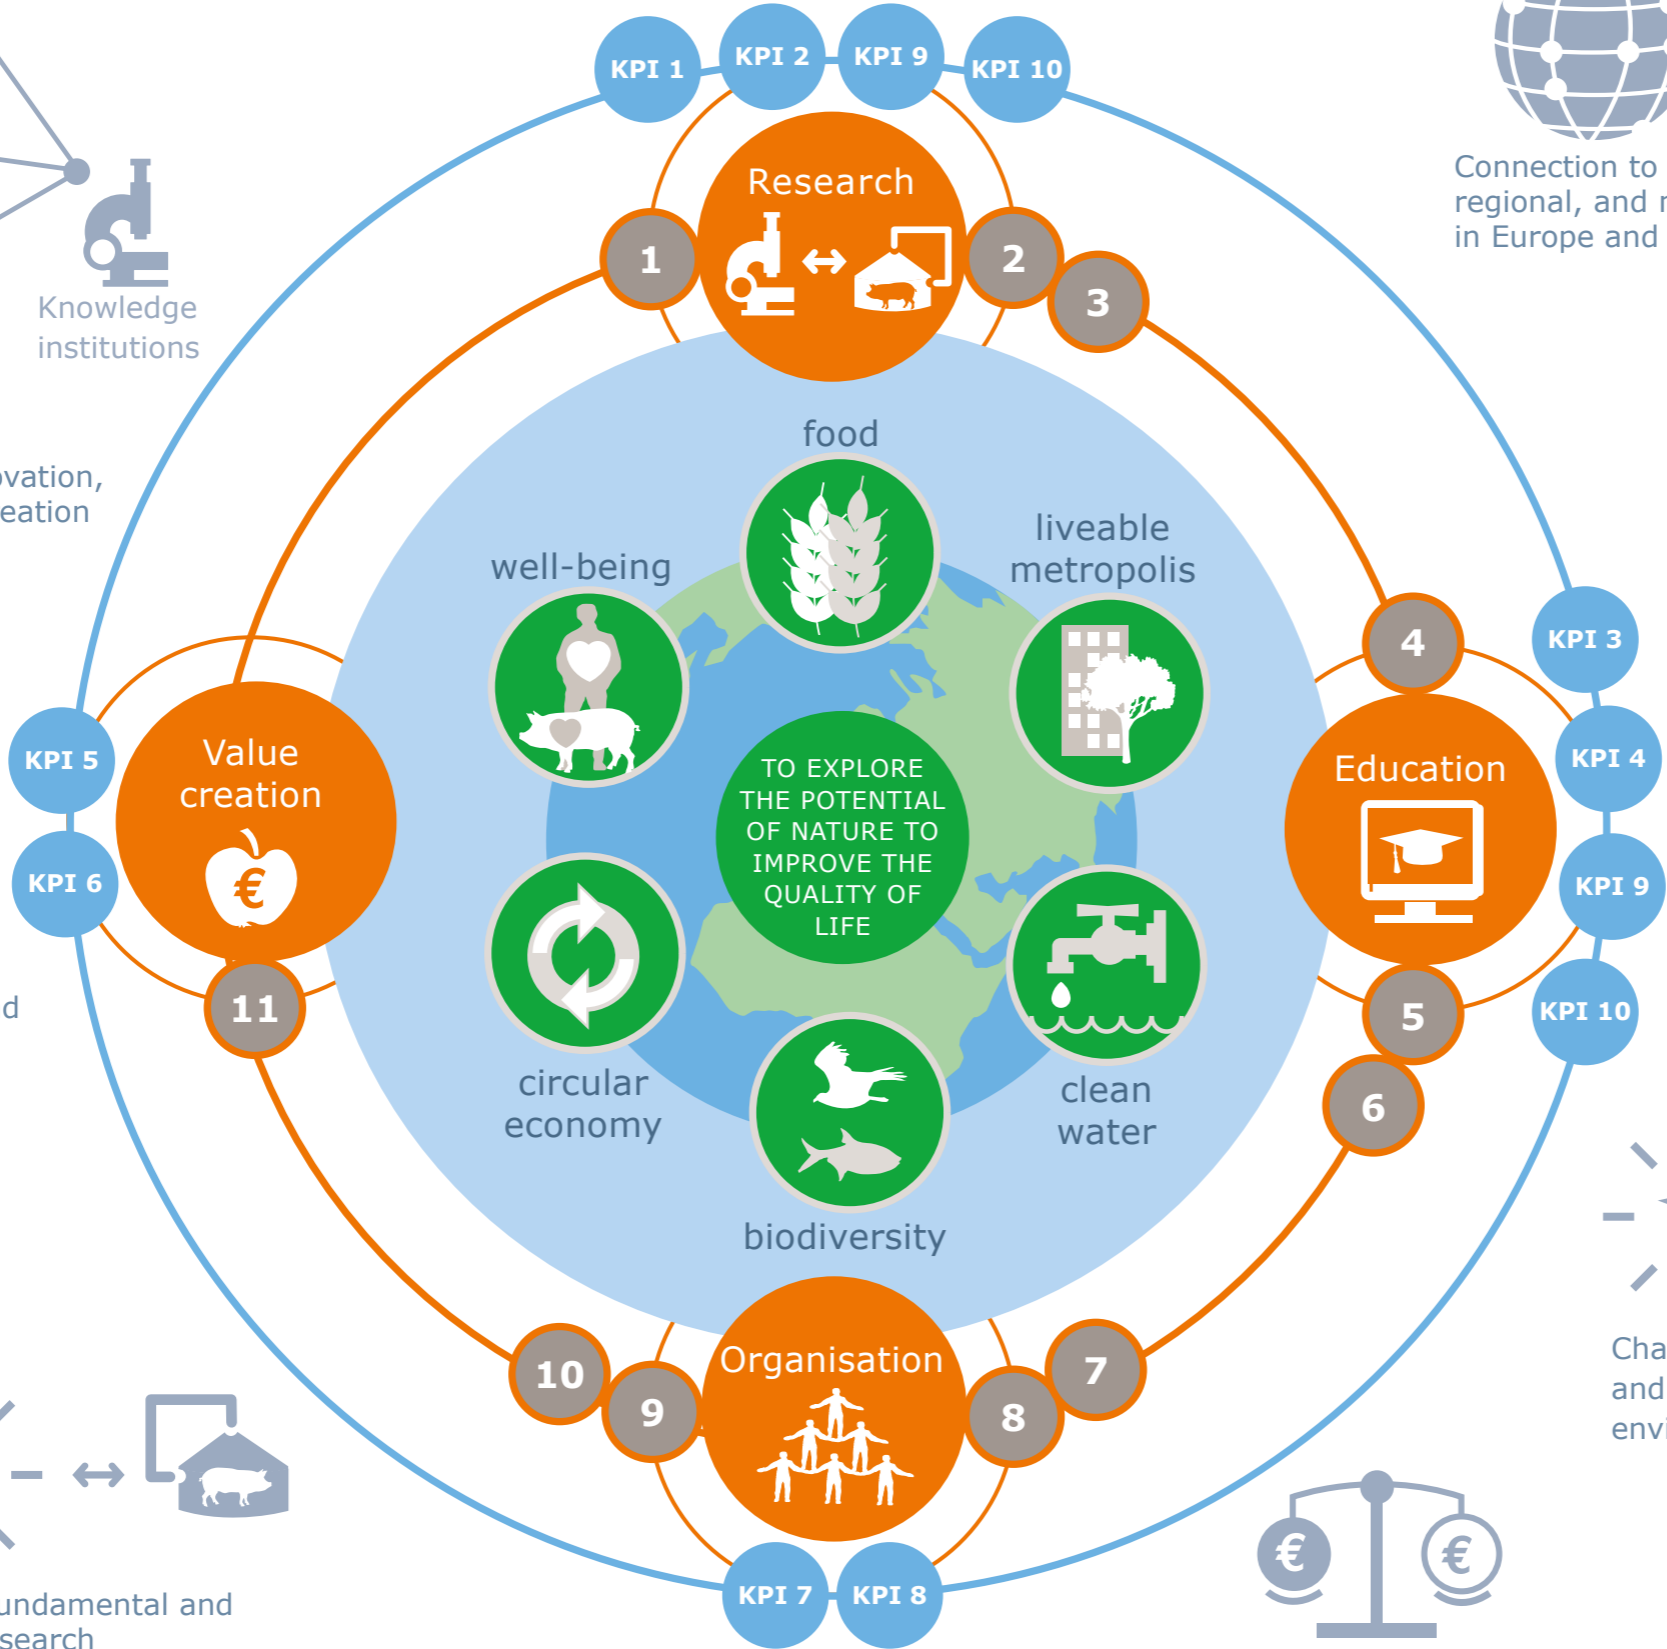 KPI 1
KPI 2
KPI 9
KPI 10
Research
1
2
3
Connection to
regional, and
in Europe and
Knowledge
institutions
food
liveable
metropolis
well-being
4
KPI 3
KPI 4
KPI 9
KPI 10
KPI 5
KPI 6
Value
creation
€
Education
TO EXPLORE
THE POTENTIAL
OF NATURE TO
IMPROVE THE
QUALITY OF
LIFE
11
5
6
circular
economy
clean
water
biodiversity
Organisation
10
9
8
7
and
KPI 7
KPI 8
€
€
and